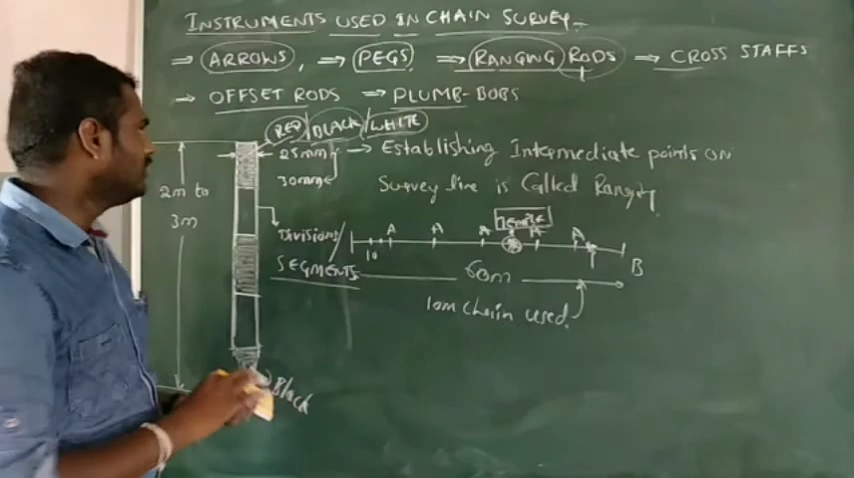 INSTRUMENTS USED IN CHAIN SURVEY -
⇒ ARROWS, ⇒ PEGS ⇒ RANGING RODS → CROSS STAFFS
→ OFFSET RODS → PLUMB-BOBS
RED/BLACK/WHITE
25mm → Establishing Intermediate points on
30mm
Survey line is Called Ranging.
2m to
3m
Divisions/
SEGMENTS
Temple
A A A A A
10
B
60m
10m chain used.
Black